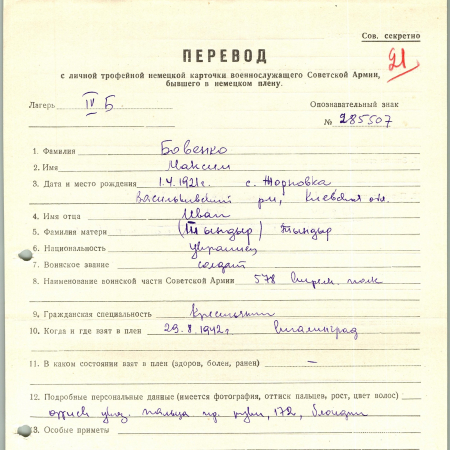 Сов. секретно
21
ПЕРЕВОД
с личной трофейной немецкой карточки военнослужащего Советской Армии,
бывшего в немецком плену.
Лагерь IV Б
Опознавательный знак
№ 285507
1. Фамилия Бовенко
2. Имя Максим
3. Дата и место рождения 1.4.1921г. с. Жорновка
Васильковский р-н, Киевская обл.
4. Имя отца Иван
5. Фамилия матери (Тындыр) Тындыр
6. Национальность украинец
7. Воинское звание солдат
8. Наименование воинской части Советской Армии 578 стрелк. полк
9. Гражданская специальность Крестьянин
10. Когда и где взят в плен 29.8.1942г Сталинград
11. В каком состоянии взят в плен (здоров, болен, ранен) —
12. Подробные персональные данные (имеется фотография, оттиск пальцев, рост, цвет волос)
оттиск указ. пальца пр. руки, 172, блондин
13. Особые приметы